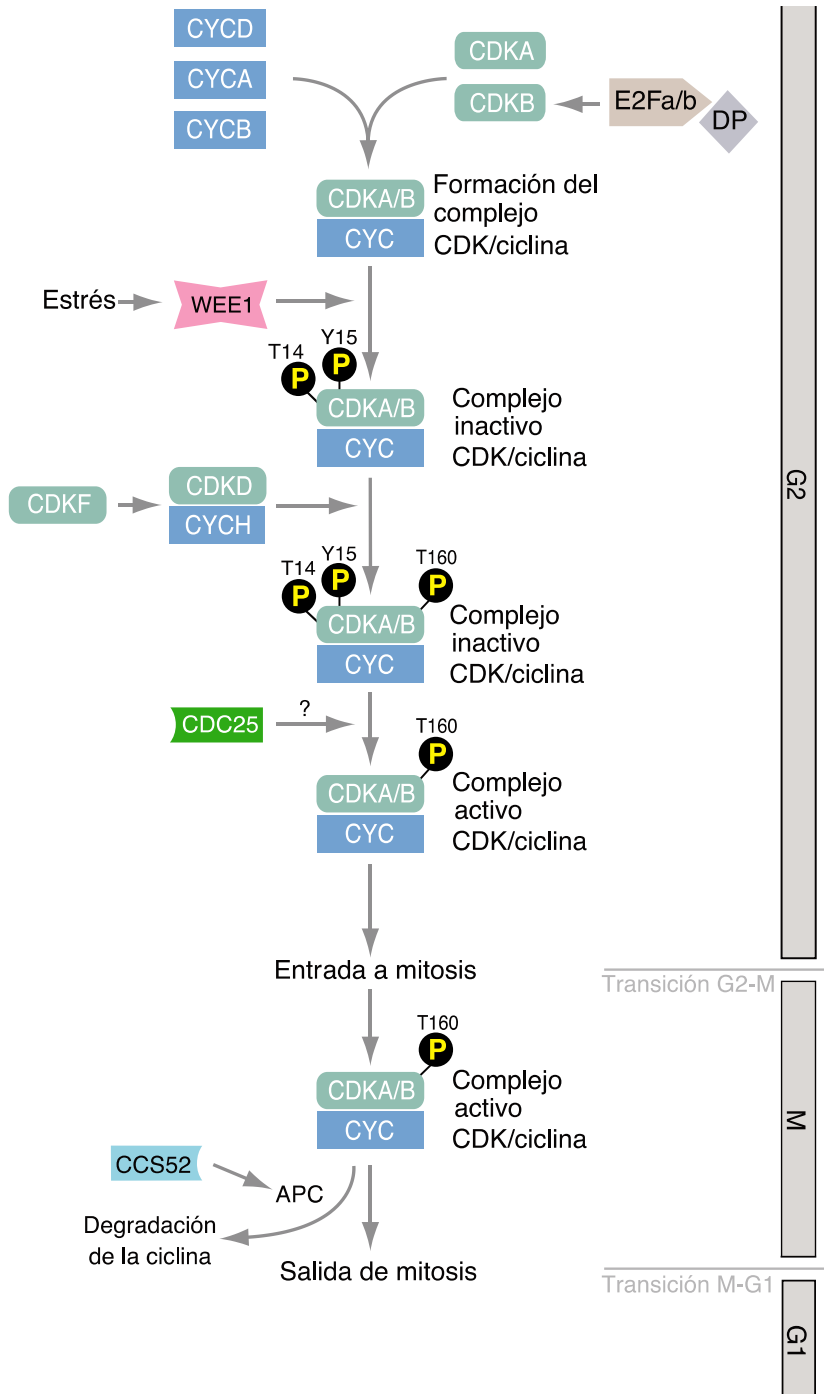 CYCD
CYCA
CYCB
CDKA
CDKB
E2Fa/b
DP
CDKA/B
CYC
Formación del
complejo
CDK/ciclina
Estrés
WEE1
T14
Y15
P
P
CDKA/B
CYC
Complejo
inactivo
CDK/ciclina
CDKF
CDKD
CYCH
T14
Y15
T160
P
P
P
CDKA/B
CYC
Complejo
inactivo
CDK/ciclina
CDC25
?
T160
P
CDKA/B
CYC
Complejo
activo
CDK/ciclina
G2
Entrada a mitosis
Transición G2-M
T160
P
CDKA/B
CYC
Complejo
activo
CDK/ciclina
M
CCS52
APC
Degradación
de la ciclina
Salida de mitosis
Transición M-G1
G1